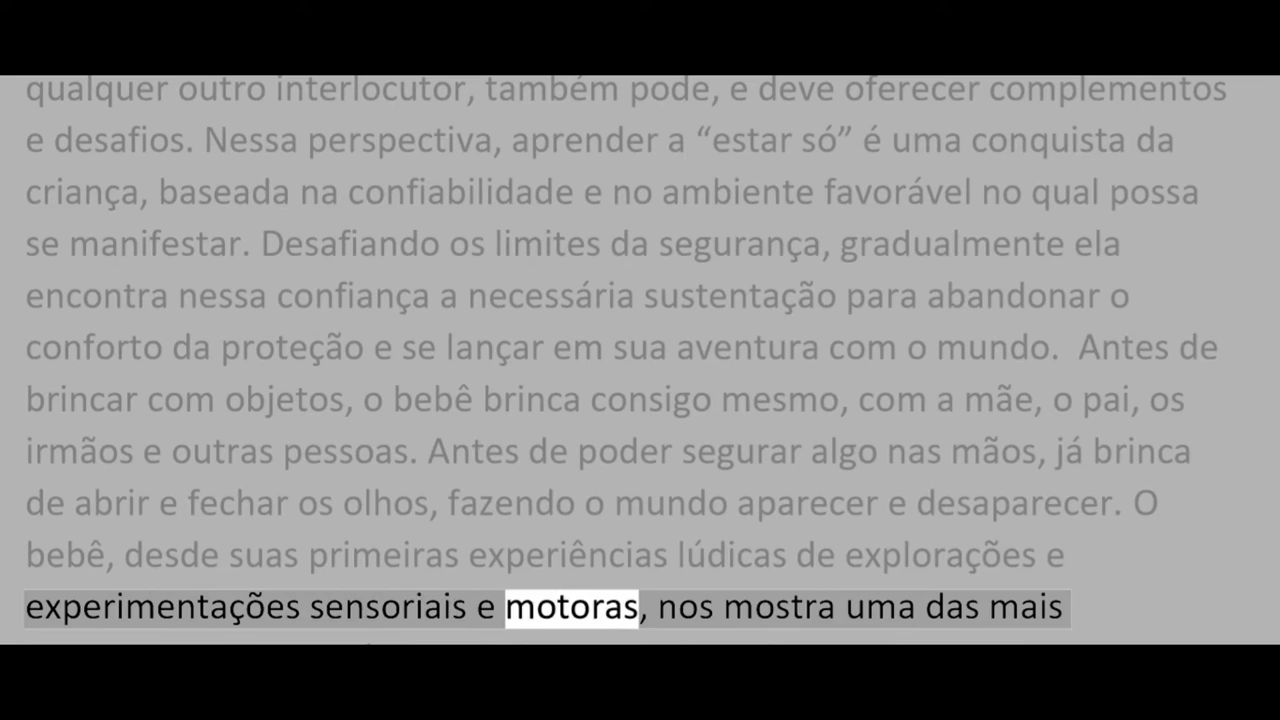 qualquer outro interlocutor, também pode, e deve oferecer complementos
e desafios. Nessa perspectiva, aprender a “estar só” é uma conquista da
criança, baseada na confiabilidade e no ambiente favorável no qual possa
se manifestar. Desafiando os limites da segurança, gradualmente ela
encontra nessa confiança a necessária sustentação para abandonar o
conforto da proteção e se lançar em sua aventura com o mundo.  Antes de
brincar com objetos, o bebê brinca consigo mesmo, com a mãe, o pai, os
irmãos e outras pessoas. Antes de poder segurar algo nas mãos, já brinca
de abrir e fechar os olhos, fazendo o mundo aparecer e desaparecer. O
bebê, desde suas primeiras experiências lúdicas de explorações e
experimentações sensoriais e motoras, nos mostra uma das mais